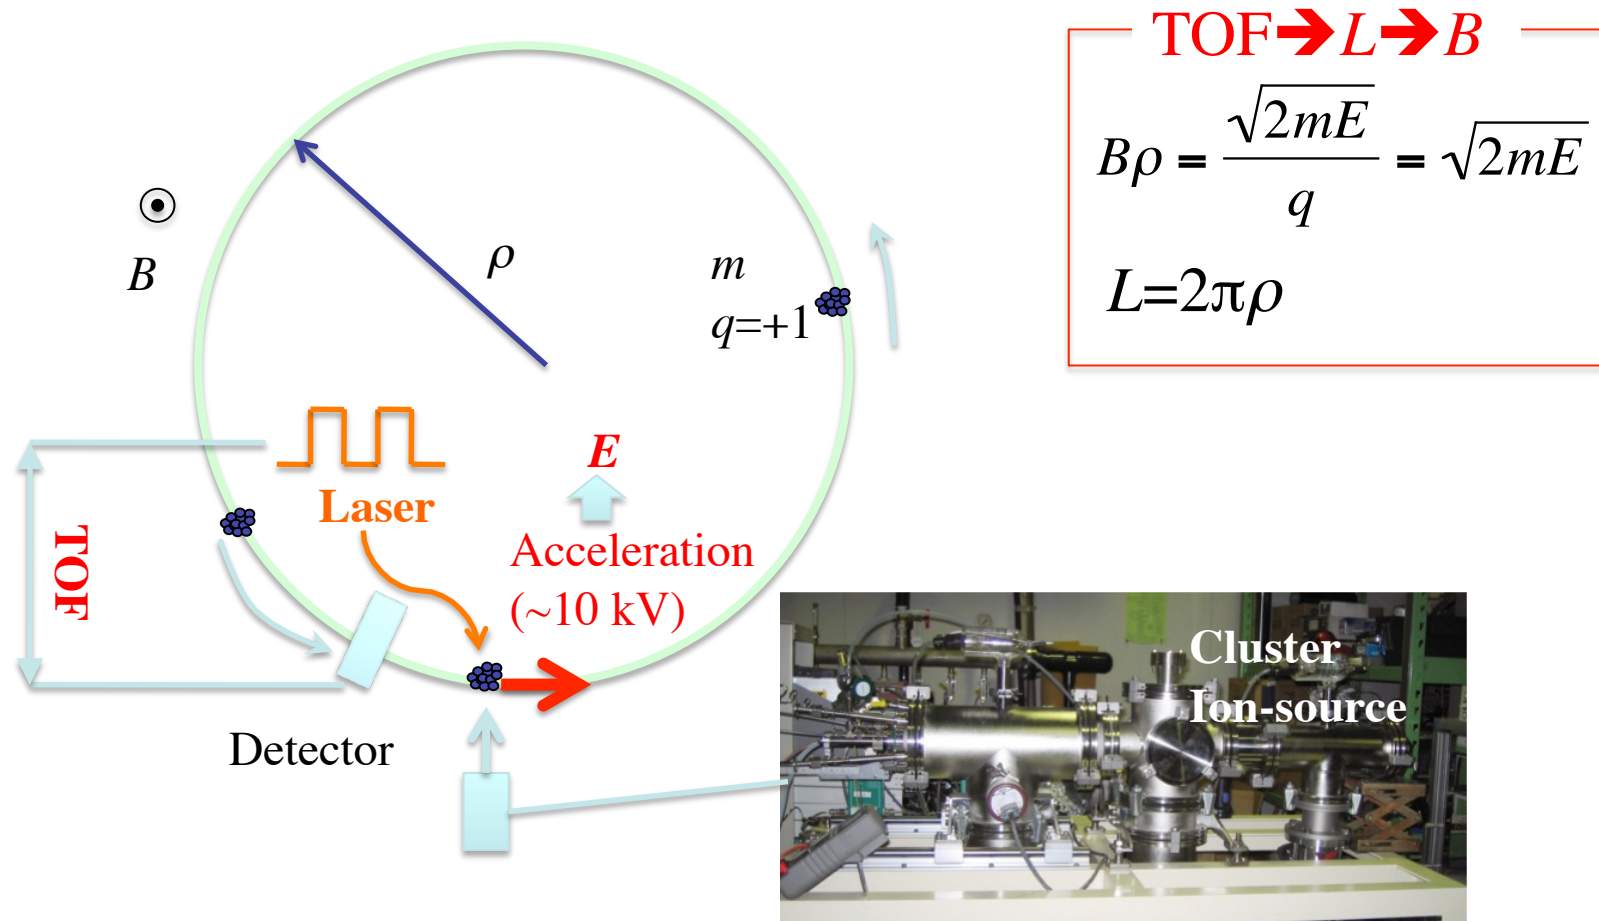 TOF➔L➔B
Bρ = √2mE / q = √2mE
L=2πρ
B
ρ
m
q=+1
E
Laser
Acceleration
(~10 kV)
TOF
Detector
Cluster
Ion-source